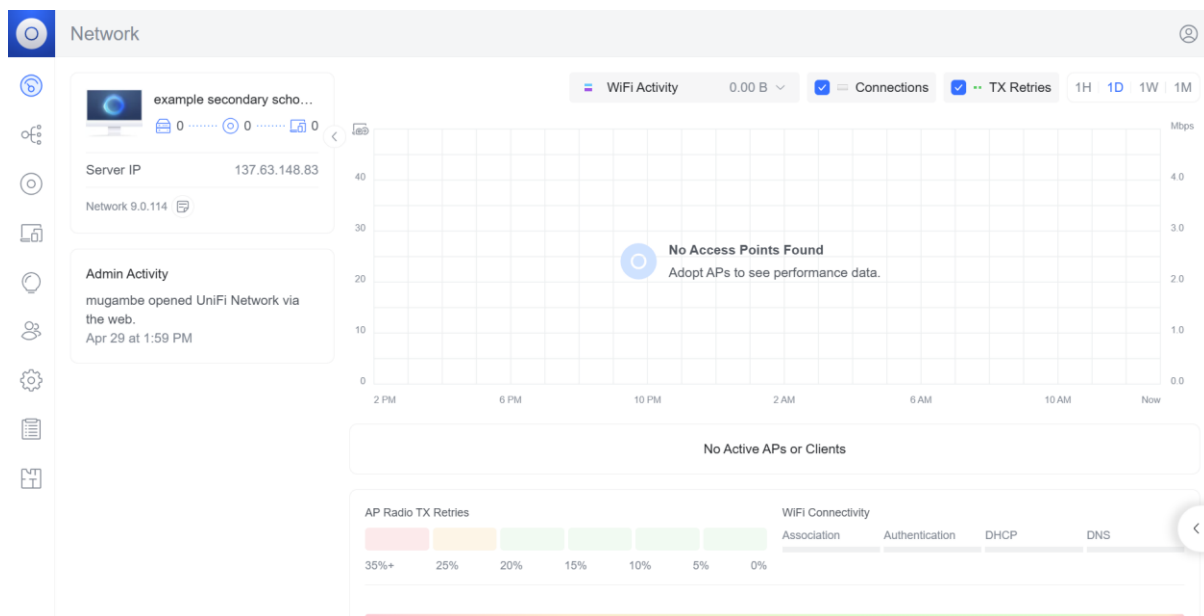 Network
example secondary scho...
0 0 0
Server IP 137.63.148.83
Network 9.0.114
Admin Activity
mugambe opened UniFi Network via
the web.
Apr 29 at 1:59 PM
WiFi Activity 0.00 B
Connections
TX Retries
1H 1D 1W 1M
Mbps
40 4.0
30 3.0
No Access Points Found
Adopt APs to see performance data.
20 2.0
10 1.0
0 0.0
2 PM 6 PM 10 PM 2 AM 6 AM 10 AM Now
No Active APs or Clients
AP Radio TX Retries
35%+ 25% 20% 15% 10% 5% 0%
WiFi Connectivity
Association Authentication DHCP DNS